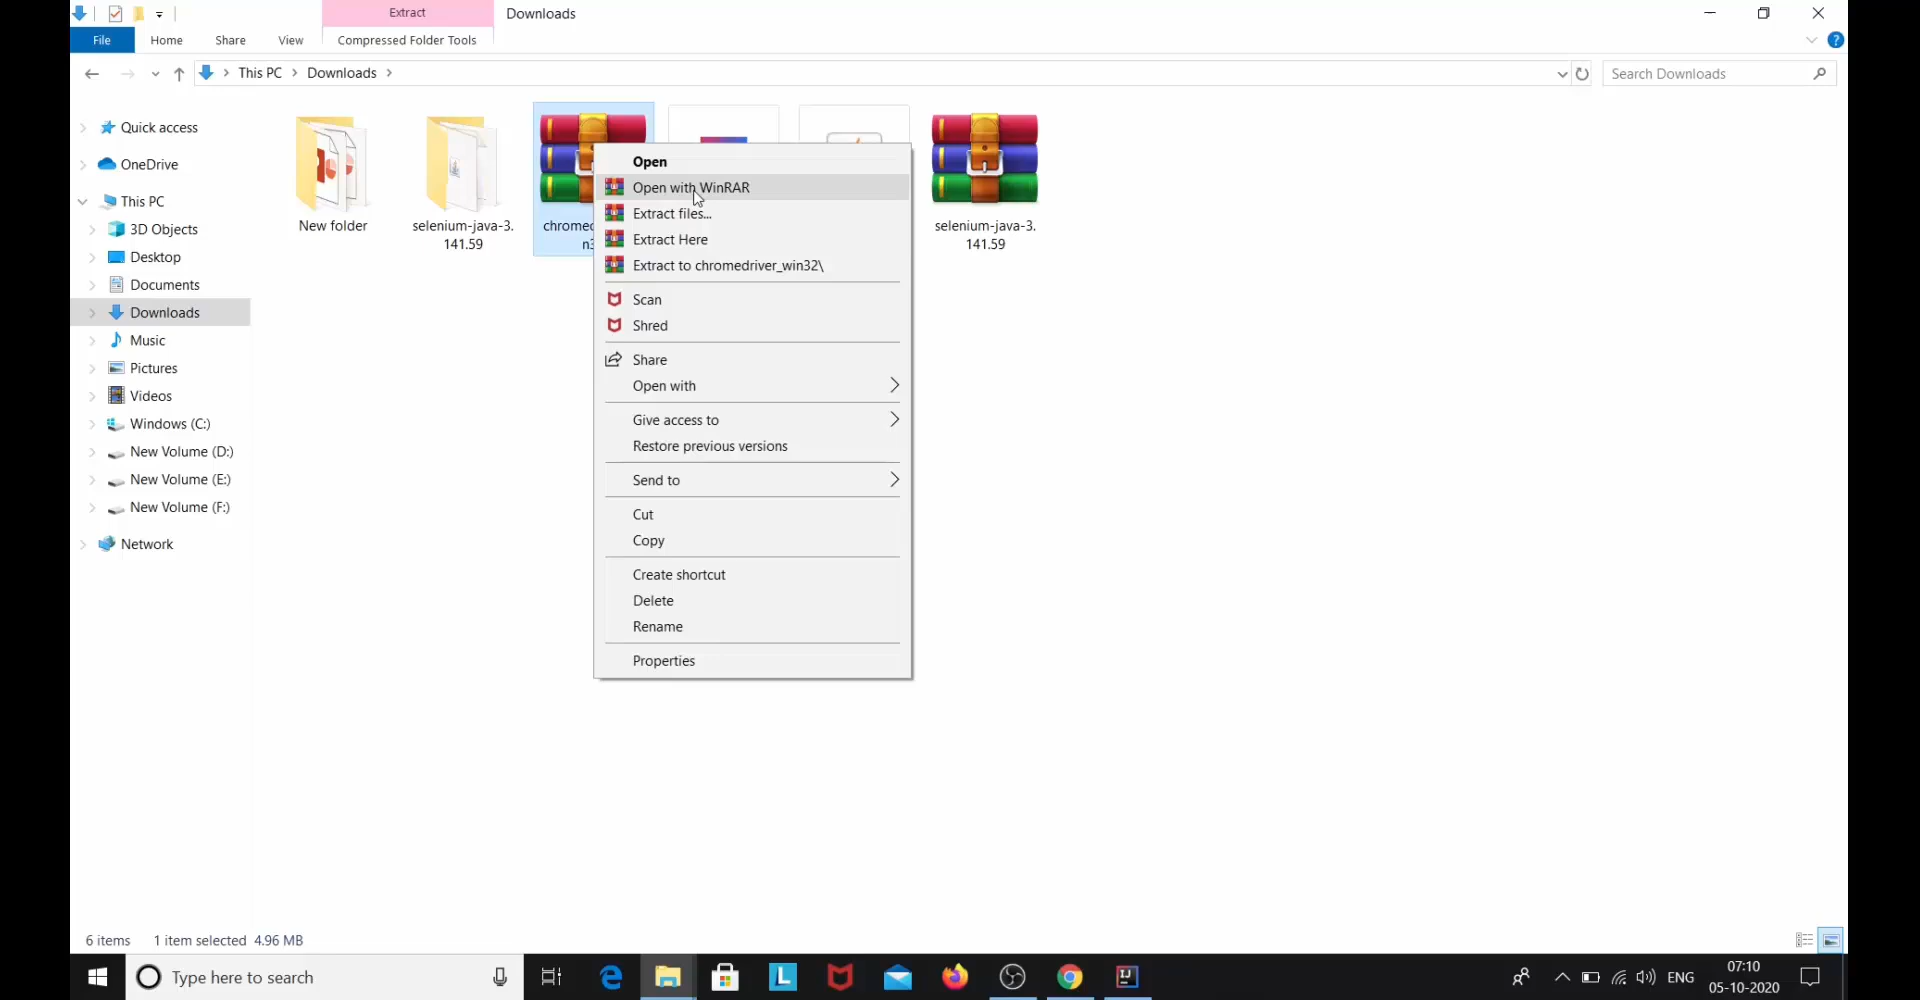 Extract
Downloads
File
Home
Share
View
Compressed Folder Tools
?
This PC
Downloads
Search Downloads
Quick access
OneDrive
This PC
3D Objects
Desktop
Documents
Downloads
Music
Pictures
Videos
Windows (C:)
New Volume (D:)
New Volume (E:)
New Volume (F:)
Network
New folder
selenium-java-3.
141.59
selenium-java-3.
141.59
Open
Open with WinRAR
Extract files...
Extract Here
Extract to chromedriver_win32\
Scan
Shred
Share
Open with
Give access to
Restore previous versions
Send to
Cut
Copy
Create shortcut
Delete
Rename
Properties
6 items
1 item selected 4.96 MB
Type here to search
L
IJ
ENG
07:10
05-10-2020